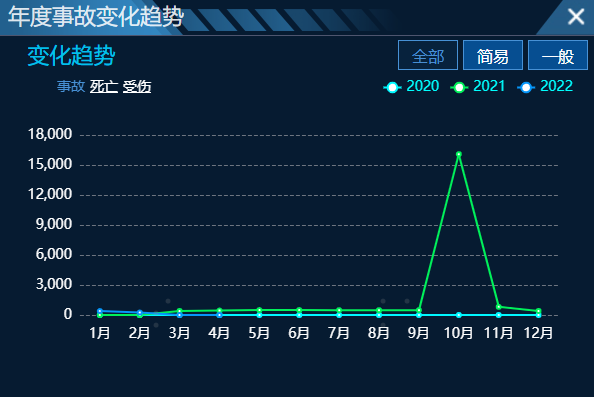 年度事故变化趋势
变化趋势 全部 简易 一般
事故 死亡 受伤 2020 2021 2022
18,000
15,000
12,000
9,000
6,000
3,000
0
1月 2月 3月 4月 5月 6月 7月 8月 9月 10月 11月 12月